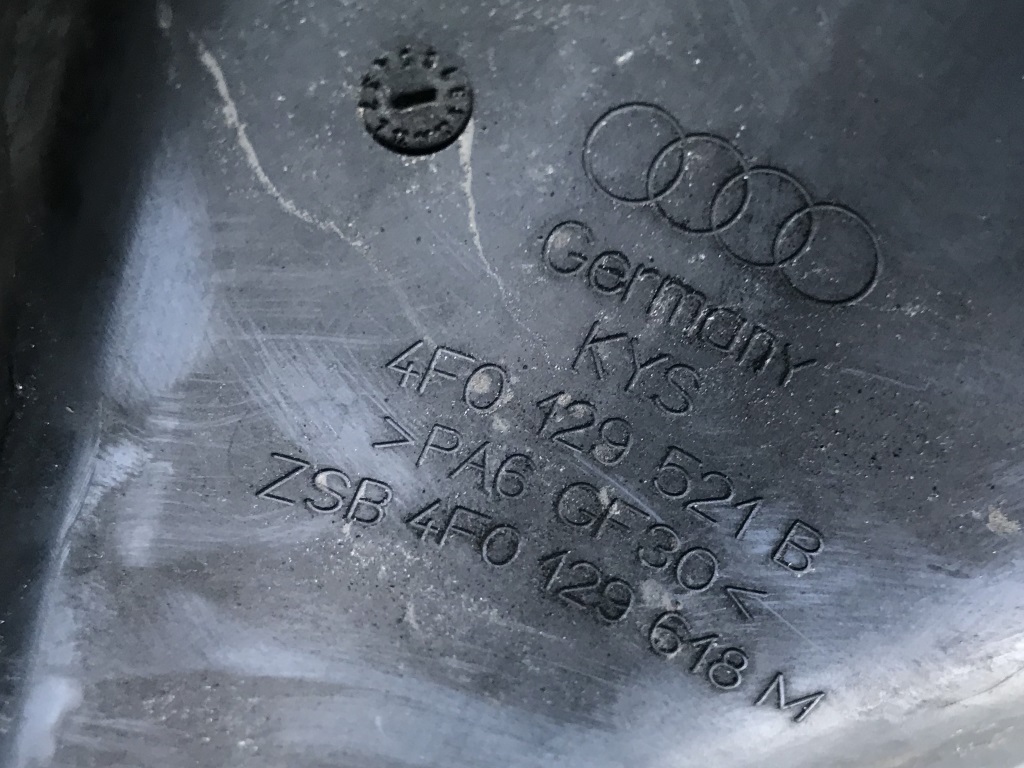 Germany
KYS
4F0 129 521 B
>PA6 GF30<
ZSB 4F0 129 618 M